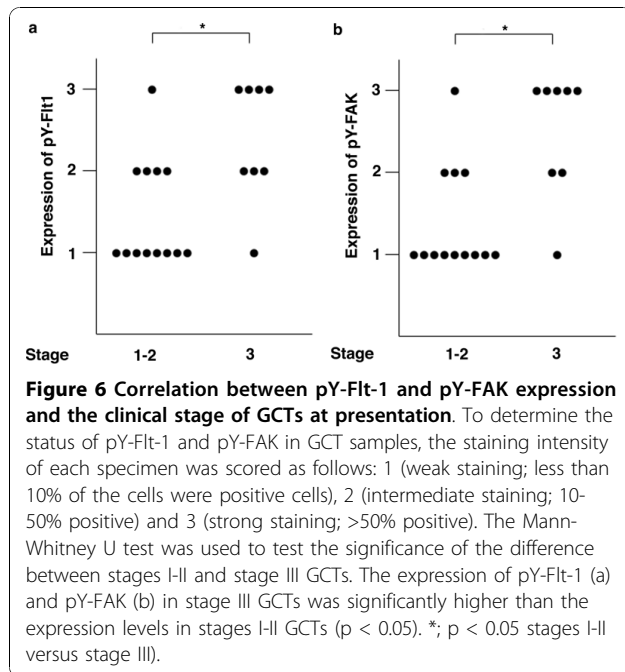 a * b *
3 3
Expression of pY-Flt1 Expression of pY-FAK
2 2
1 1
Stage 1-2 3 Stage 1-2 3
Figure 6 Correlation between pY-Flt-1 and pY-FAK expression
and the clinical stage of GCTs at presentation. To determine the
status of pY-Flt-1 and pY-FAK in GCT samples, the staining intensity
of each specimen was scored as follows: 1 (weak staining; less than
10% of the cells were positive cells), 2 (intermediate staining; 10-
50% positive) and 3 (strong staining; >50% positive). The Mann-
Whitney U test was used to test the significance of the difference
between stages I-II and stage III GCTs. The expression of pY-Flt-1 (a)
and pY-FAK (b) in stage III GCTs was significantly higher than the
expression levels in stages I-II GCTs (p < 0.05). *; p < 0.05 stages I-II
versus stage III).